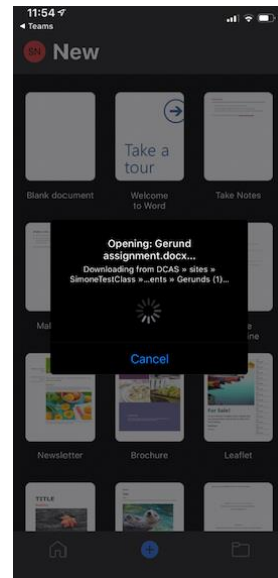 11:54
◀ Teams
SN New
Take a
tour
Blank document
Welcome
to Word
Take Notes
Opening: Gerund
assignment.docx...
Downloading from DCAS » sites »
SimoneTestClass »...ents » Gerunds (1)...
Cancel
For Sale!
Newsletter
Brochure
Leaflet
TITLE